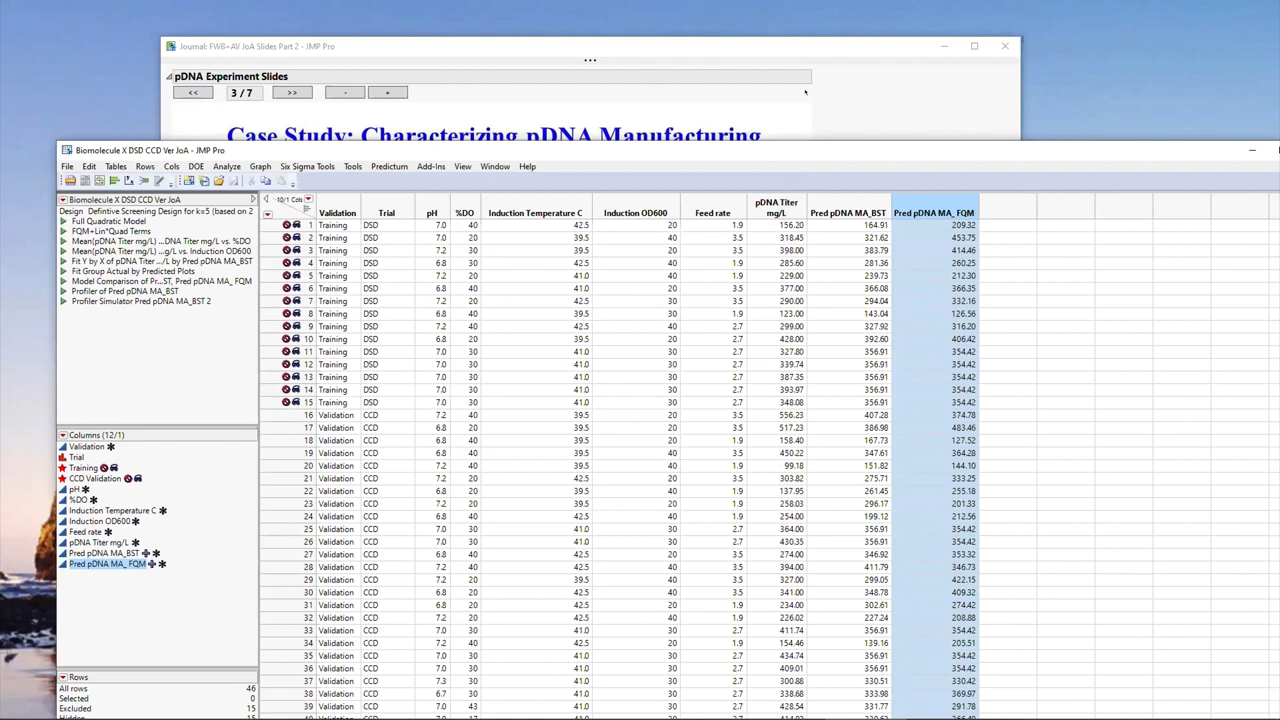 Journal: FWB+AV JoA Slides Part 2 - JMP Pro
pDNA Experiment Slides
<< 3 / 7 >> - +
Case Study: Characterizing pDNA Manufacturing
Biomolecule X DSD CCD Ver JoA - JMP Pro
File Edit Tables Rows Cols DOE Analyze Graph Six Sigma Tools Tools Predictum Add-Ins View Window Help
Biomolecule X DSD CCD Ver JoA
Design Defintive Screening Design for k=5 (based on 2
Full Quadratic Model
FQM+Lin*Quad Terms
Mean(pDNA Titer mg/L) ...DNA Titer mg/L vs. %DO
Mean(pDNA Titer mg/L) ...g/L vs. Induction OD600
Fit Y by X of pDNA Titer .../L by Pred pDNA MA_BST
Fit Group Actual by Predicted Plots
Model Comparison of Pr...ST, Pred pDNA MA_ FQM
Profiler of Pred pDNA MA_BST
Profiler Simulator Pred pDNA MA_BST 2
Columns (12/1)
Validation
Trial
Training
CCD Validation
pH
%DO
Induction Temperature C
Induction OD600
Feed rate
pDNA Titer mg/L
Pred pDNA MA_BST
Pred pDNA MA_ FQM
Rows
All rows 46
Selected 0
Excluded 15
Hidden 15
10/1 Cols
Validation Trial pH %DO Induction Temperature C Induction OD600 Feed rate pDNA Titer mg/L Pred pDNA MA_BST Pred pDNA MA_ FQM
1 Training DSD 7.0 40 42.5 40 1.9 156.20 164.91 209.32
2 Training DSD 7.0 20 39.5 20 3.5 318.45 321.62 453.75
3 Training DSD 7.2 40 39.5 20 3.5 398.00 383.79 414.46
4 Training DSD 6.8 30 42.5 40 1.9 285.60 281.36 260.25
5 Training DSD 7.2 20 41.0 40 1.9 229.00 239.73 212.30
6 Training DSD 6.8 40 41.0 20 3.5 377.00 366.08 366.35
7 Training DSD 7.2 20 42.5 30 3.5 290.00 294.04 332.16
8 Training DSD 6.8 40 39.5 30 1.9 123.00 143.04 126.56
9 Training DSD 7.2 40 42.5 40 2.7 299.00 327.92 316.20
10 Training DSD 6.8 20 39.5 20 2.7 428.00 392.60 406.42
11 Training DSD 7.0 30 41.0 30 2.7 327.80 356.91 354.42
12 Training DSD 7.0 30 41.0 30 2.7 339.74 356.91 354.42
13 Training DSD 7.0 30 41.0 30 2.7 387.35 356.91 354.42
14 Training DSD 7.0 30 41.0 30 2.7 393.97 356.91 354.42
15 Training DSD 7.0 30 41.0 30 2.7 348.08 356.91 354.42
16 Validation CCD 7.2 40 39.5 20 3.5 556.23 407.28 374.78
17 Validation CCD 6.8 20 39.5 20 3.5 517.23 386.98 483.46
18 Validation CCD 6.8 40 39.5 20 1.9 158.40 167.73 127.52
19 Validation CCD 6.8 40 39.5 40 3.5 450.22 347.61 364.28
20 Validation CCD 7.2 40 39.5 40 1.9 99.18 151.82 144.10
21 Validation CCD 7.2 20 39.5 40 3.5 303.82 275.71 333.25
22 Validation CCD 6.8 20 39.5 40 1.9 137.95 261.45 255.18
23 Validation CCD 7.2 20 39.5 20 1.9 258.03 296.17 201.33
24 Validation CCD 6.8 40 42.5 40 1.9 254.00 199.12 212.56
25 Validation CCD 7.0 30 41.0 30 2.7 364.00 356.91 354.42
26 Validation CCD 7.0 30 41.0 30 2.7 430.35 356.91 354.42
27 Validation CCD 6.8 40 42.5 20 3.5 274.00 346.92 353.32
28 Validation CCD 7.2 40 42.5 40 3.5 394.00 411.79 346.73
29 Validation CCD 7.2 20 42.5 20 3.5 327.00 299.05 422.15
30 Validation CCD 6.8 20 42.5 40 3.5 341.00 348.78 409.32
31 Validation CCD 6.8 20 42.5 20 1.9 234.00 302.61 274.42
32 Validation CCD 7.2 20 42.5 40 1.9 226.02 227.24 208.88
33 Validation CCD 7.0 30 41.0 30 2.7 411.74 356.91 354.42
34 Validation CCD 7.2 40 42.5 20 1.9 154.46 139.16 205.51
35 Validation CCD 7.0 30 41.0 30 2.7 434.74 356.91 354.42
36 Validation CCD 7.0 30 41.0 30 2.7 409.01 356.91 354.42
37 Validation CCD 7.3 30 41.0 30 2.7 300.88 330.51 330.42
38 Validation CCD 6.7 30 41.0 30 2.7 338.68 333.98 369.97
39 Validation CCD 7.0 43 41.0 30 2.7 428.54 331.77 291.78